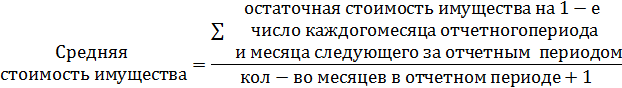 Средняя
стоимость имущества
=
∑
остаточная стоимость имущества на 1 − е
число каждогомесяца отчетногопериода
и месяца следующего за отчетным периодом
кол − во месяцев в отчетном периоде + 1